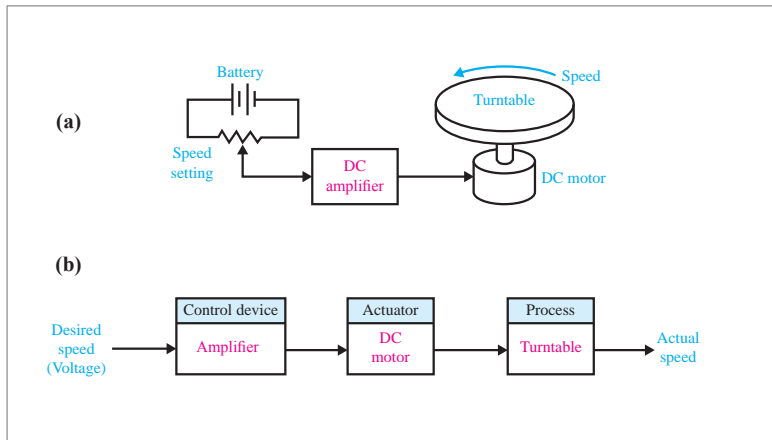 Battery
Speed
Turntable
(a)
Speed
setting
DC
amplifier
DC motor
(b)
Control device
Actuator
Process
Desired
speed
(Voltage)
Amplifier
DC
motor
Turntable
Actual
speed